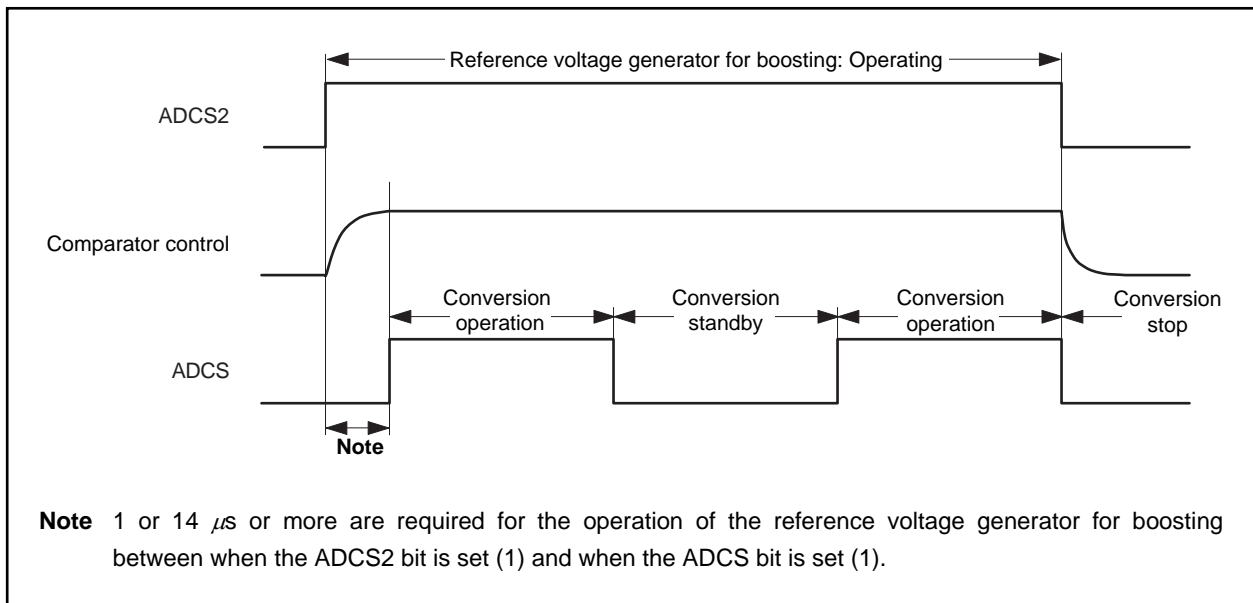 Reference voltage generator for boosting: Operating
ADCS2
Comparator control
Conversion
operation
Conversion
standby
Conversion
operation
Conversion
stop
ADCS
Note
Note 1 or 14 μs or more are required for the operation of the reference voltage generator for boosting
between when the ADCS2 bit is set (1) and when the ADCS bit is set (1).